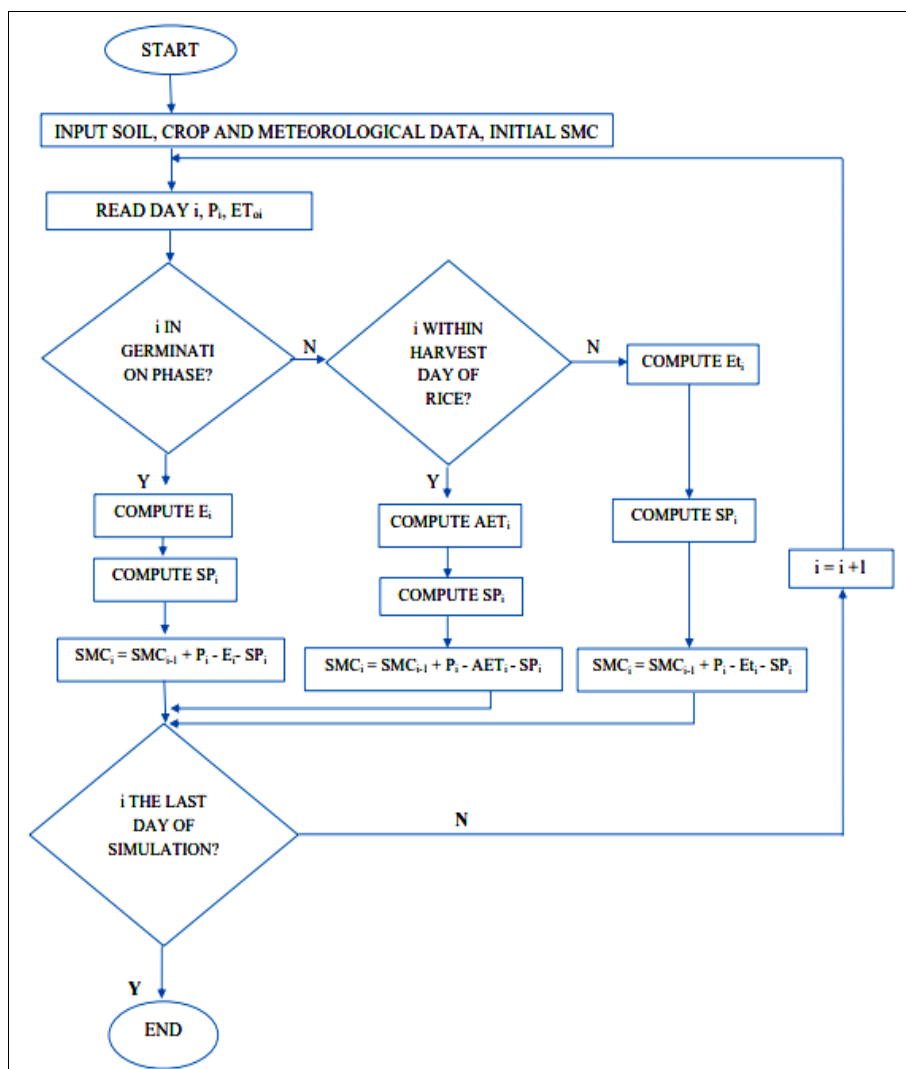 START
INPUT SOIL, CROP AND METEOROLOGICAL DATA, INITIAL SMC
READ DAY i, Pᵢ, ETₒᵢ
i IN
GERMINATI
ON PHASE?
N
i WITHIN
HARVEST
DAY OF
RICE?
N
COMPUTE Etᵢ
Y
COMPUTE Eᵢ
COMPUTE SPᵢ
SMCᵢ = SMCᵢ₋₁ + Pᵢ - Eᵢ- SPᵢ
Y
COMPUTE AETᵢ
COMPUTE SPᵢ
SMCᵢ = SMCᵢ₋₁ + Pᵢ - AETᵢ - SPᵢ
COMPUTE SPᵢ
SMCᵢ = SMCᵢ₋₁ + Pᵢ - Etᵢ - SPᵢ
i = i +1
i THE LAST
DAY OF
SIMULATION?
N
Y
END